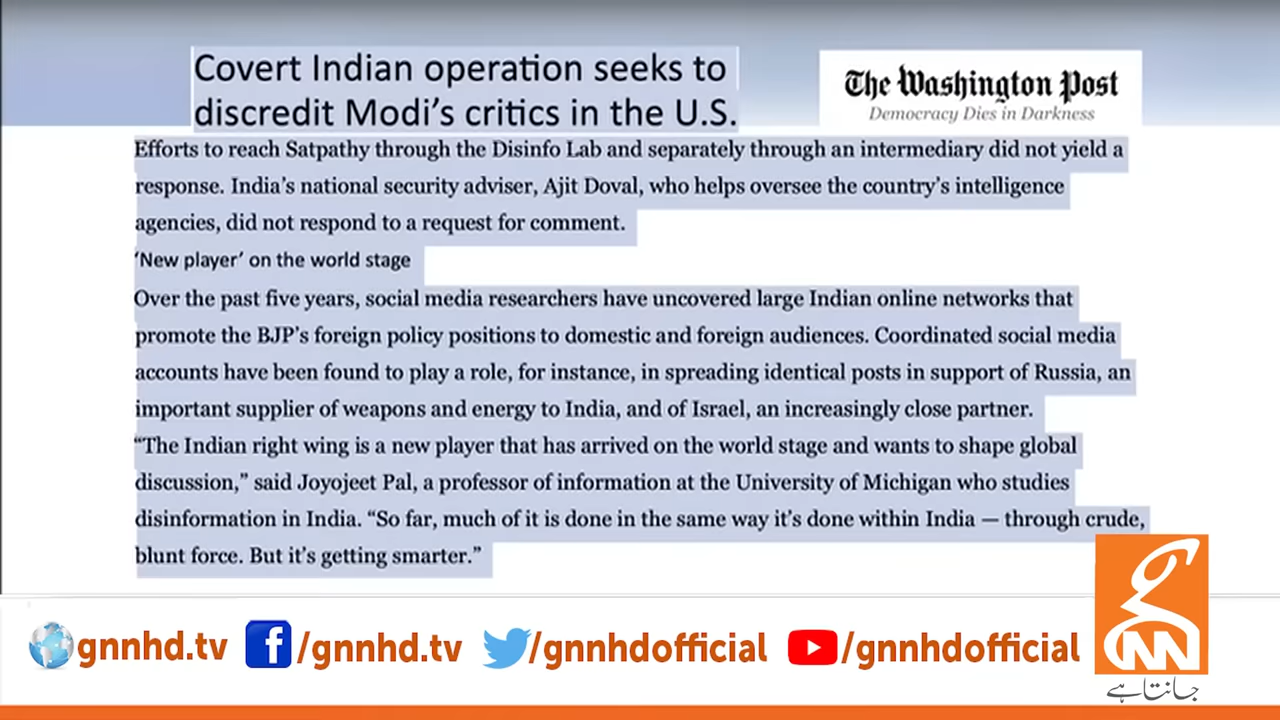 Covert Indian operation seeks to
discredit Modi's critics in the U.S.
The Washington Post
Democracy Dies in Darkness
Efforts to reach Satpathy through the Disinfo Lab and separately through an intermediary did not yield a
response. India's national security adviser, Ajit Doval, who helps oversee the country's intelligence
agencies, did not respond to a request for comment.
‘New player’ on the world stage
Over the past five years, social media researchers have uncovered large Indian online networks that
promote the BJP's foreign policy positions to domestic and foreign audiences. Coordinated social media
accounts have been found to play a role, for instance, in spreading identical posts in support of Russia, an
important supplier of weapons and energy to India, and of Israel, an increasingly close partner.
“The Indian right wing is a new player that has arrived on the world stage and wants to shape global
discussion,” said Joyojeet Pal, a professor of information at the University of Michigan who studies
disinformation in India. “So far, much of it is done in the same way it's done within India — through crude,
blunt force. But it's getting smarter.”
gnnhd.tv /gnnhd.tv /gnnhdofficial /gnnhdofficial
GNN
جانتا ہے